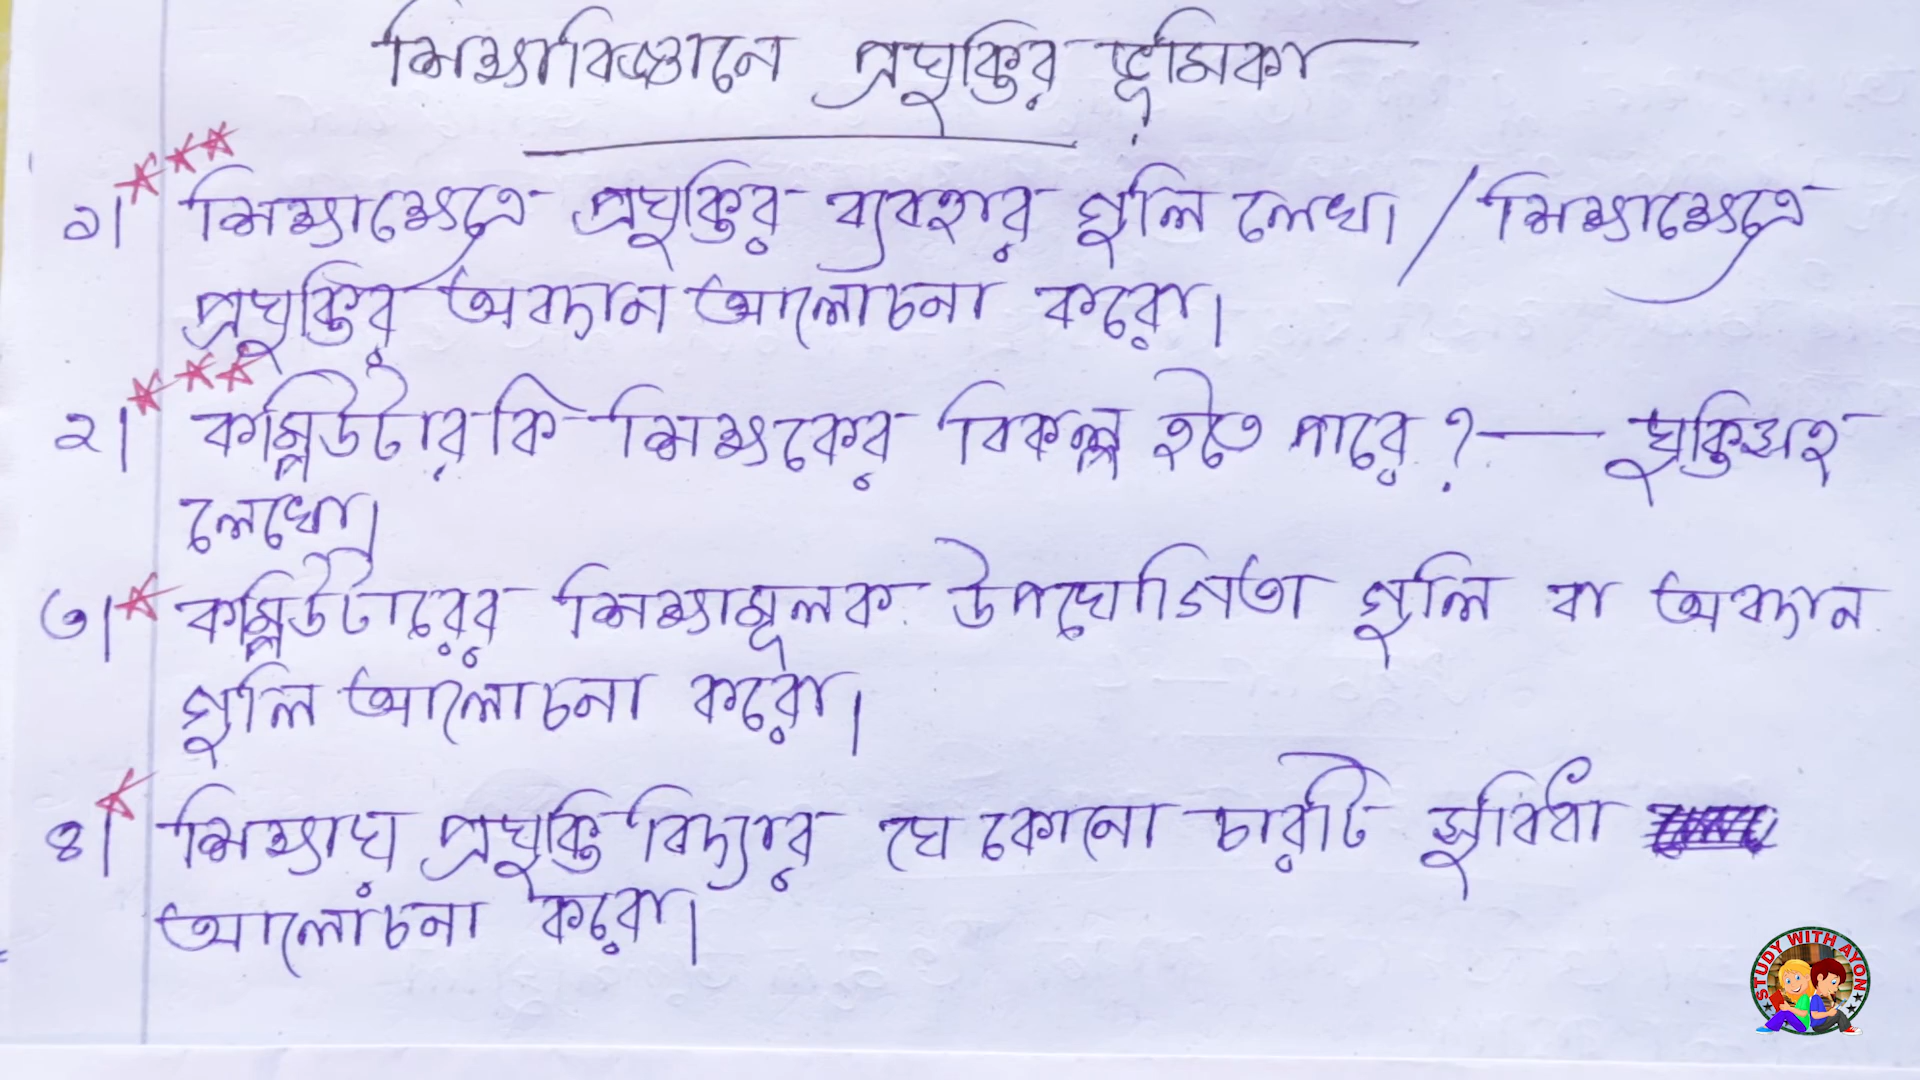 শিক্ষাবিজ্ঞানে প্রযুক্তির ভূমিকা
১। শিক্ষাক্ষেত্রে প্রযুক্তির ব্যবহার গুলি লেখ। / শিক্ষাক্ষেত্রে
প্রযুক্তির অবদান আলোচনা করো।
২। কম্পিউটার কি শিক্ষকের বিকল্প হতে পারে ? — যুক্তিসহ
লেখো।
৩। কম্পিউটারের শিক্ষামূলক উপযোগিতা গুলি বা অবদান
গুলি আলোচনা করো।
৪। শিক্ষায় প্রযুক্তি বিদ্যার যে কোনো চারটি সুবিধা
আলোচনা করো।
STUDY WITH AYON